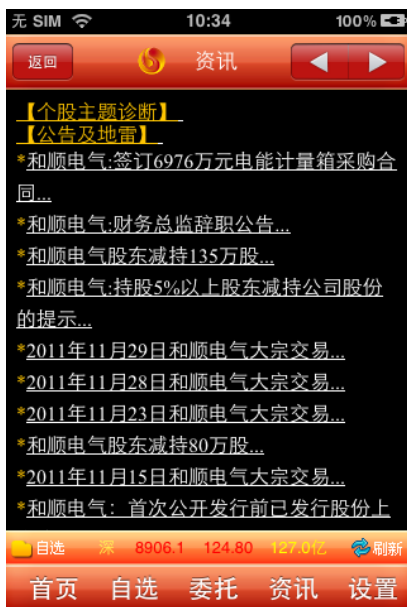 无 SIM 10:34 100%
返回 资讯
【个股主题诊断】
【公告及地雷】
*和顺电气:签订6976万元电能计量箱采购合
同...
*和顺电气:财务总监辞职公告...
*和顺电气股东减持135万股...
*和顺电气:持股5%以上股东减持公司股份
的提示...
*2011年11月29日和顺电气大宗交易...
*2011年11月28日和顺电气大宗交易...
*2011年11月23日和顺电气大宗交易...
*和顺电气股东减持80万股...
*2011年11月15日和顺电气大宗交易...
*和顺电气：首次公开发行前已发行股份上
自选 深 8906.1 124.80 127.0亿 刷新
首页 自选 委托 资讯 设置